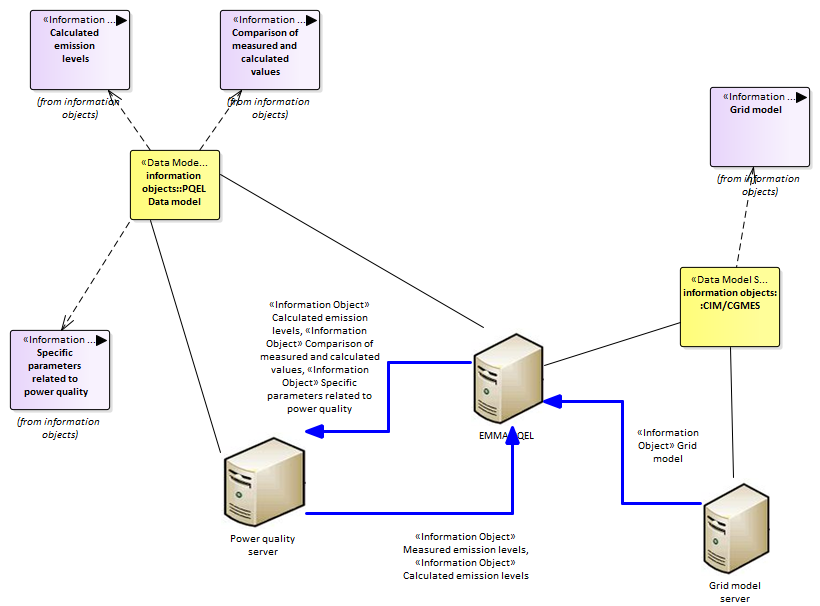 «Information ...
Calculated
emission
levels
(from information
objects)
«Information ...
Comparison of
measured and
calculated
values
(from information
objects)
«Information ...
Grid model
(from information
objects)
«Data Mode...
information
objects::PQEL
Data model
«Data Model S...
information objects:
:CIM/CGMES
«Information Object»
Calculated emission
levels, «Information
Object» Comparison of
measured and calculated
values, «Information
Object» Specific
parameters related to
power quality
«Information ...
Specific
parameters
related to
power quality
(from information
objects)
«Information
Object» Grid
model
Power quality
server
«Information Object»
Measured emission levels,
«Information Object»
Calculated emission levels
Grid model
server